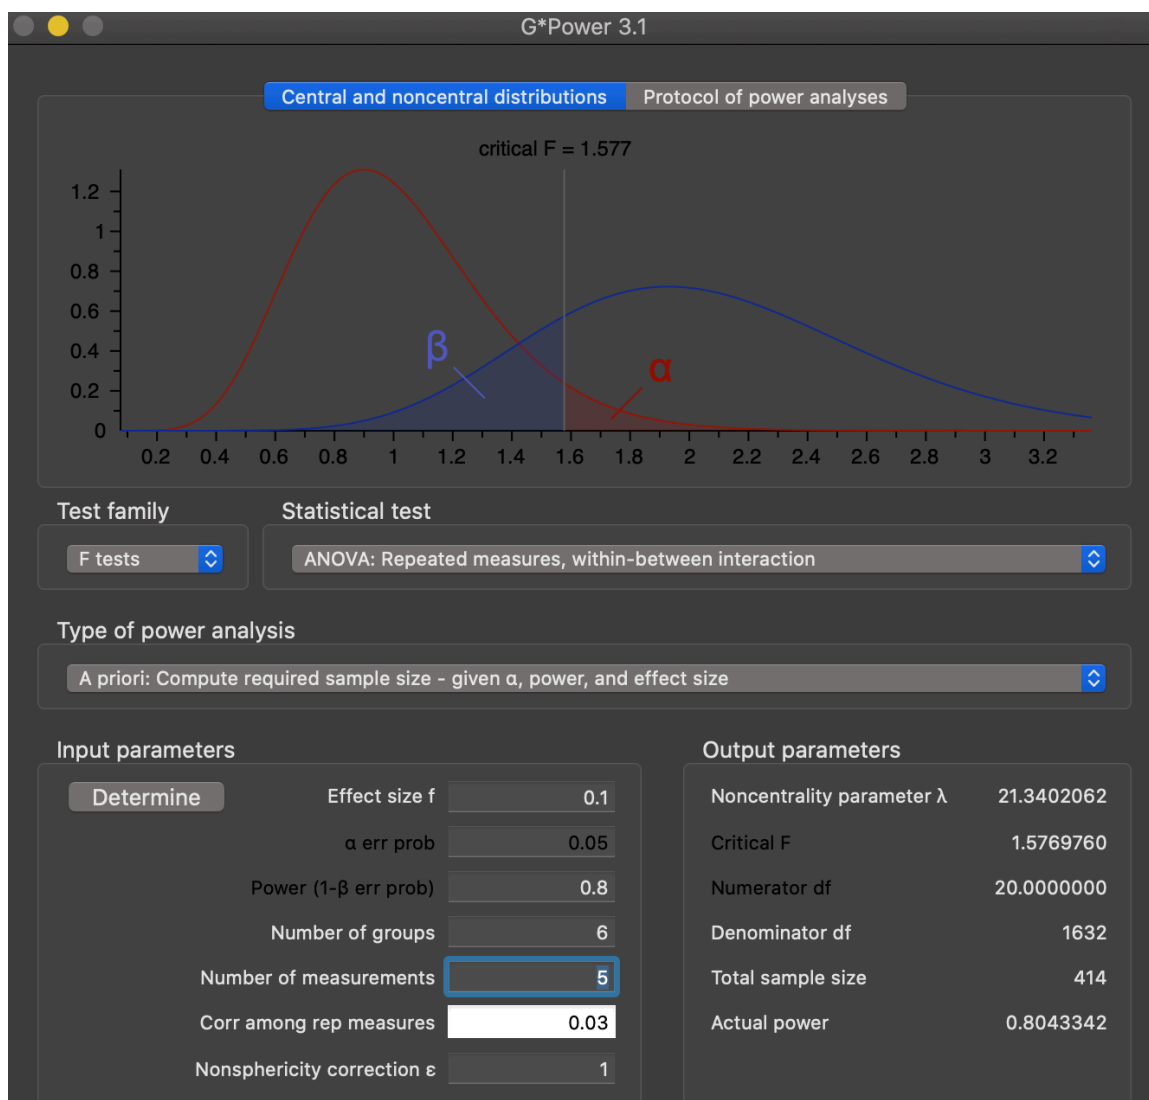 G*Power 3.1
Central and noncentral distributions Protocol of power analyses
critical F = 1.577
1.2
1
0.8
0.6
0.4
0.2
0
β
α
0.2 0.4 0.6 0.8 1 1.2 1.4 1.6 1.8 2 2.2 2.4 2.6 2.8 3 3.2
Test family Statistical test
F tests ANOVA: Repeated measures, within-between interaction
Type of power analysis
A priori: Compute required sample size - given α, power, and effect size
Input parameters Output parameters
Determine Effect size f 0.1 Noncentrality parameter λ 21.3402062
α err prob 0.05 Critical F 1.5769760
Power (1-β err prob) 0.8 Numerator df 20.0000000
Number of groups 6 Denominator df 1632
Number of measurements 5 Total sample size 414
Corr among rep measures 0.03 Actual power 0.8043342
Nonsphericity correction ε 1